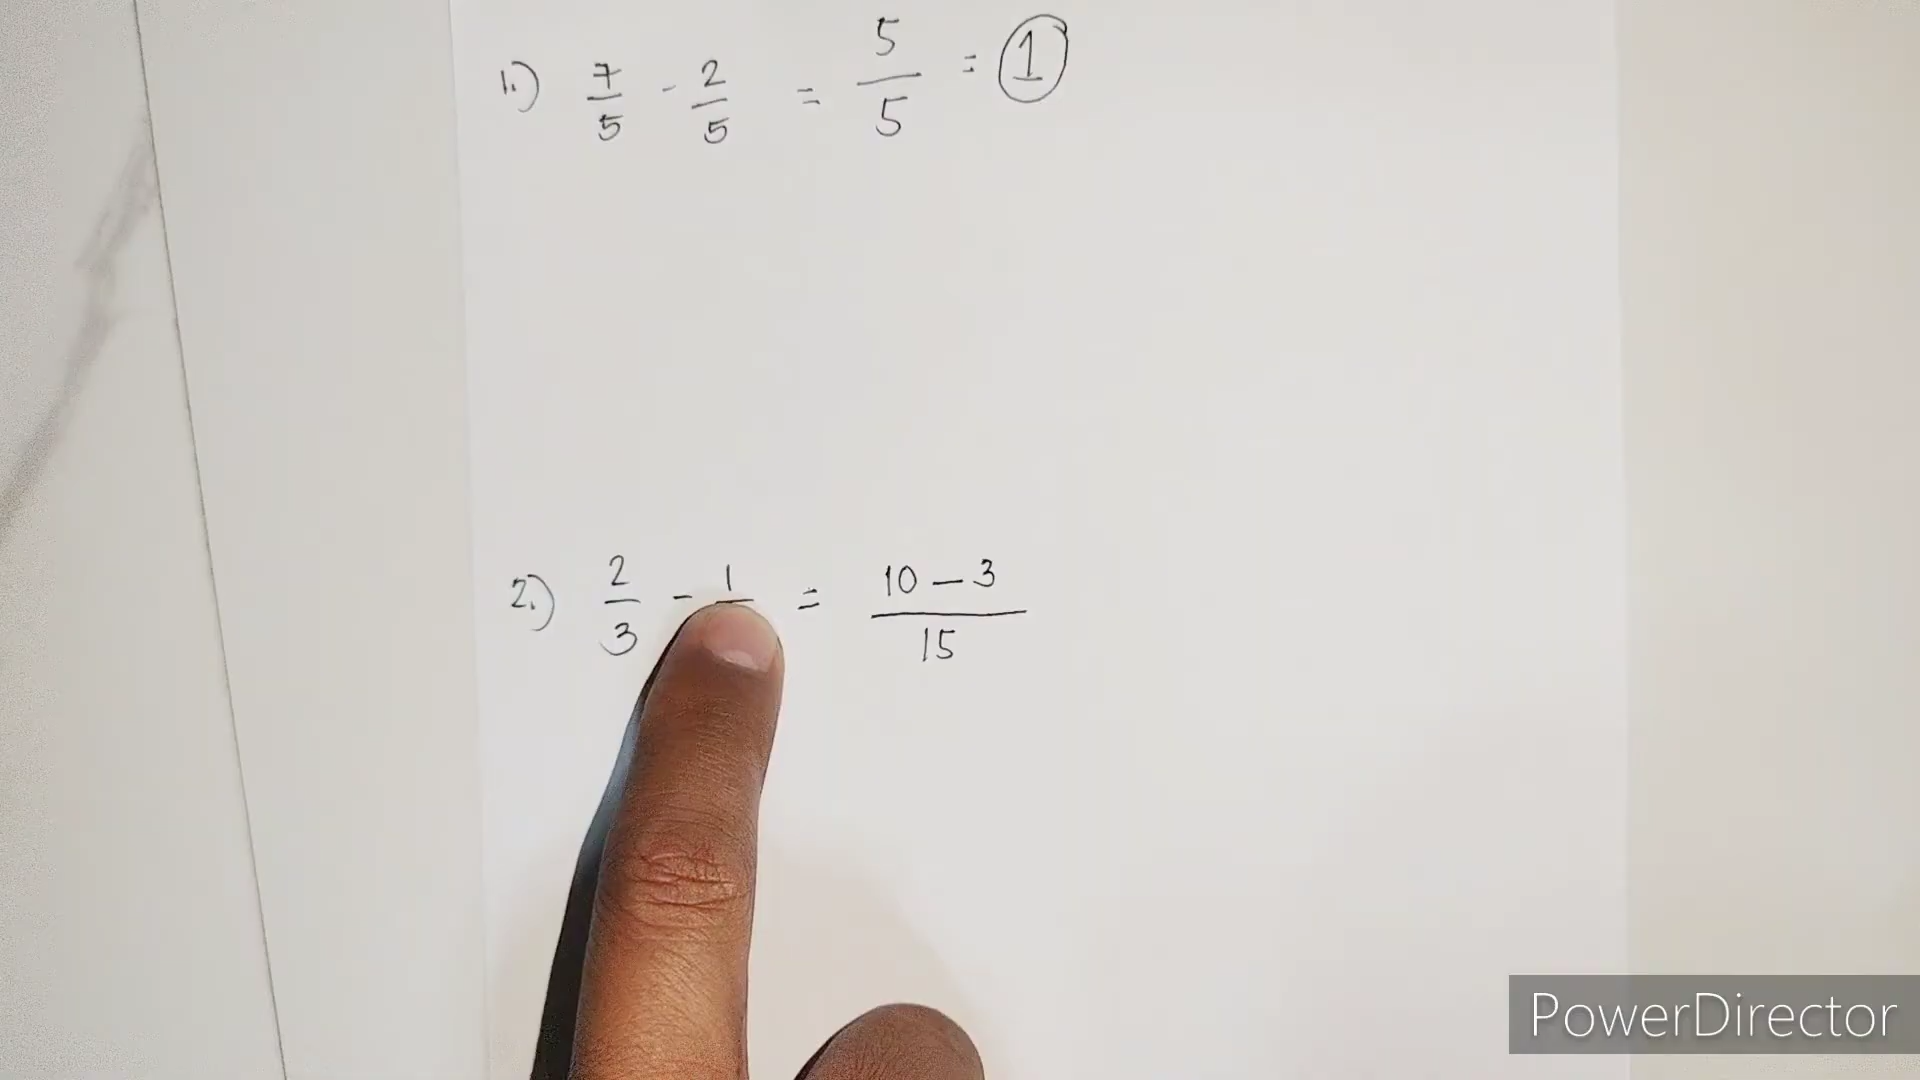 1.) 7/5 - 2/5 = 5/5 = 1
2.) 2/3 - 1/ = 10 - 3/15
PowerDirector